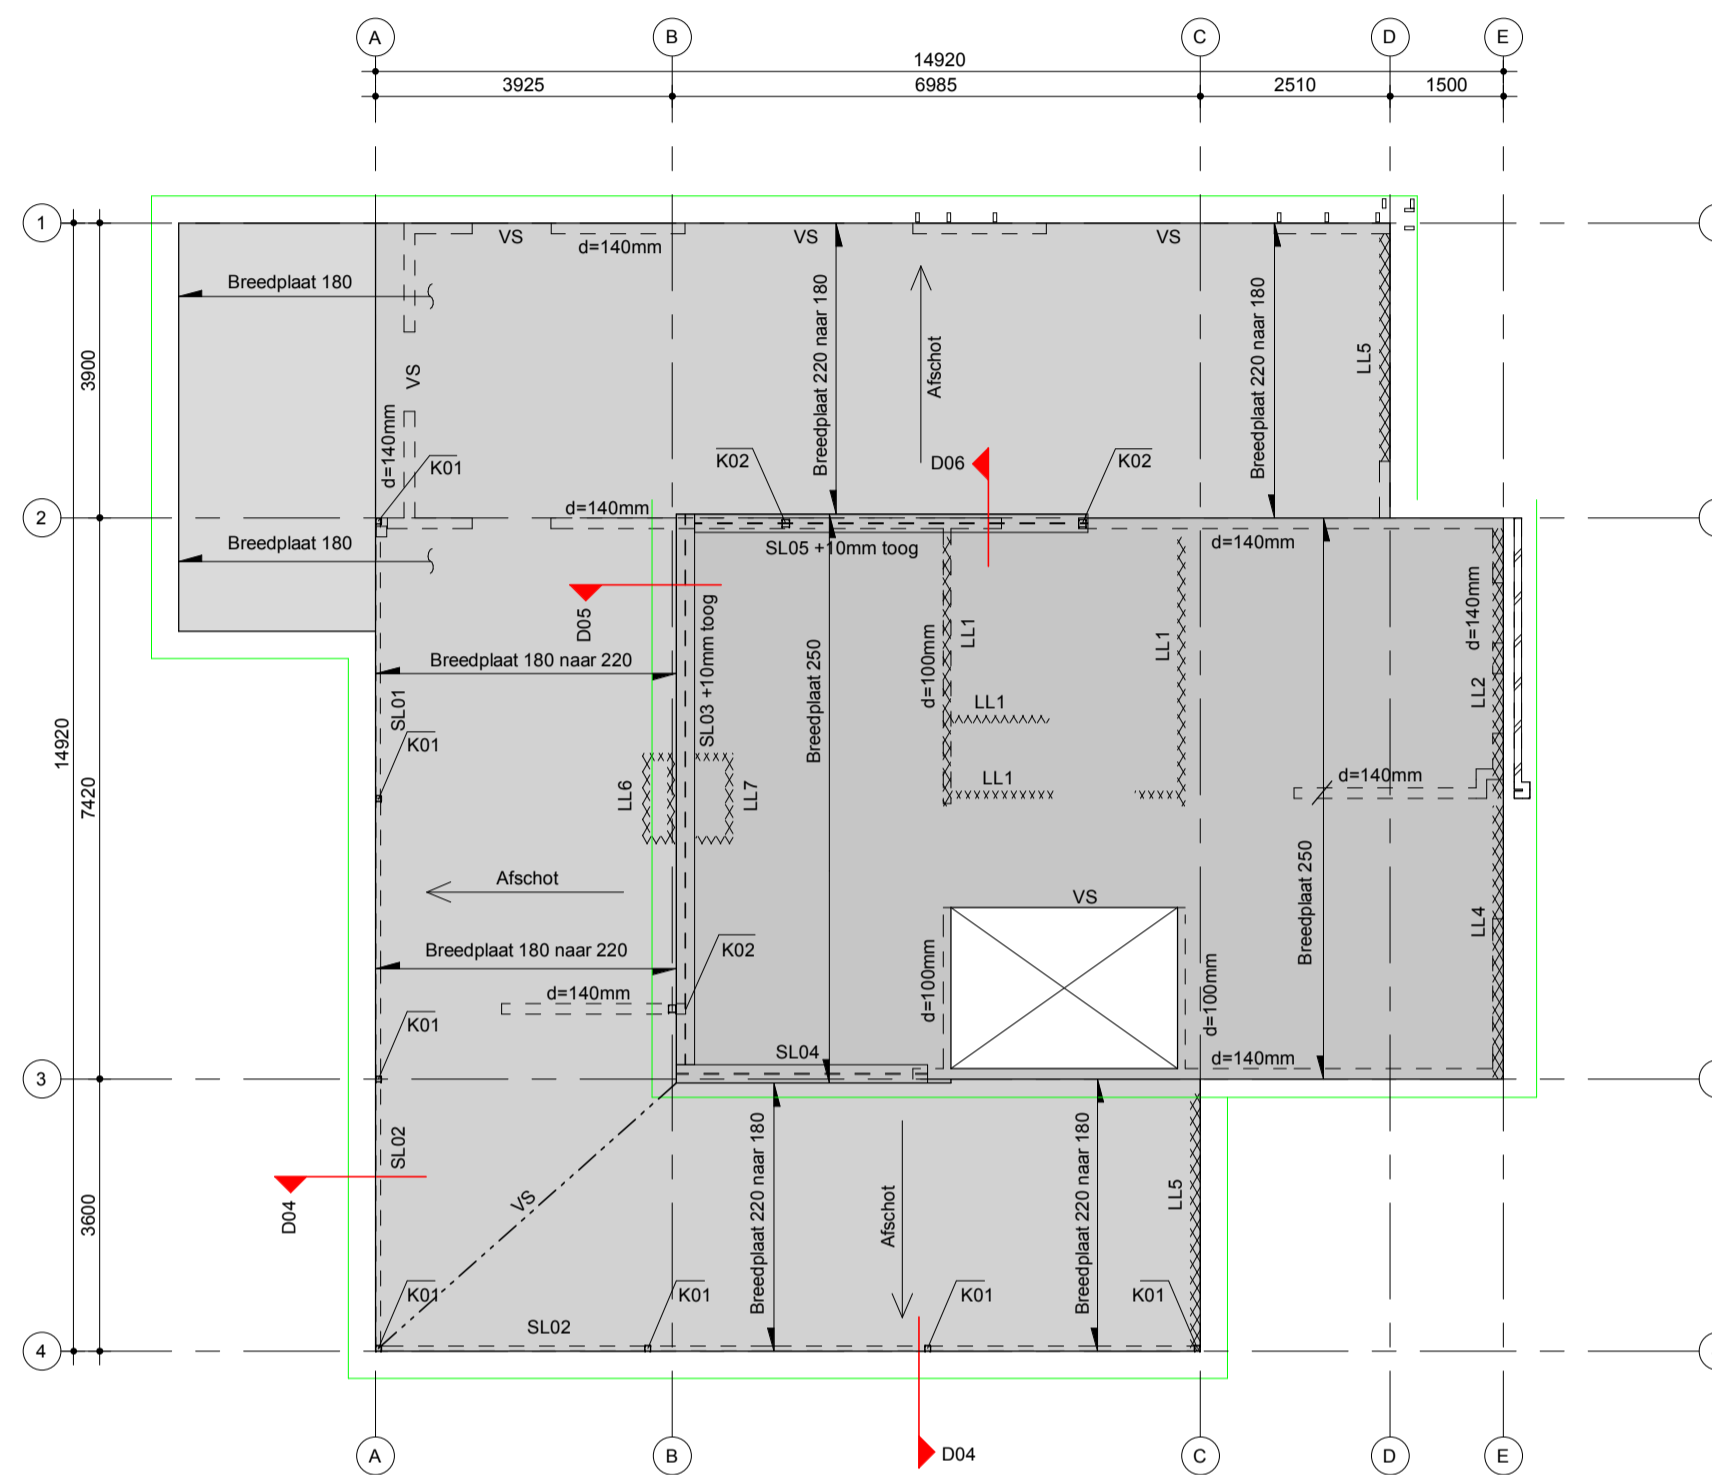 A B C D E
14920
3925 6985 2510 1500
1
VS VS VS
d=140mm
Breedplaat 180
Breedplaat 220 naar 180
Breedplaat 220 naar 180
Afschot
LL5
3900
VS
d=140mm
K01
K02
D06
K02
2
d=140mm
Breedplaat 180
SL05 +10mm toog
d=140mm
D05
SL03 +10mm toog
d=100mm
LL1
LL1
d=140mm
Breedplaat 180 naar 220
SL01
Breedplaat 250
LL1
LL2
K01
14920
7420
LL6
LL7
LL1
d=140mm
Afschot
VS
Breedplaat 250
LL4
Breedplaat 180 naar 220
K02
d=140mm
d=100mm
d=100mm
K01
SL04
d=140mm
3
SL02
Breedplaat 220 naar 180
Breedplaat 220 naar 180
D04
VS
Afschot
LL5
3600
K01
K01
K01
K01
SL02
4
D04
A B C D E